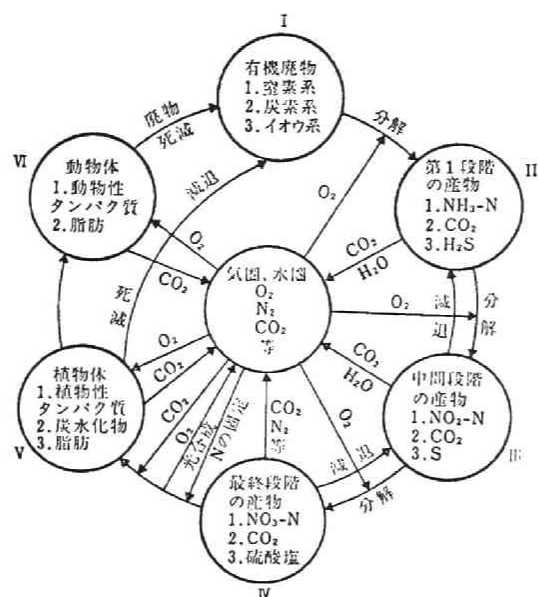 I
有機廃物
1. 窒素系
2. 炭素系
3. イオウ系
廃物
死滅
分解
VI
動物体
1. 動物性
タンパク質
2. 脂肪
減退
O₂
II
第1段階
の産物
1. NH₃-N
2. CO₂
3. H₂S
O₂
CO₂
CO₂
H₂O
気圏、水圏
O₂
N₂
CO₂
等
O₂
減
退
分
解
死
滅
O₂
CO₂
V
植物体
1. 植物性
タンパク質
2. 炭水化物
3. 脂肪
CO₂
O₂
光合成
Nの固定
CO₂
N₂
等
O₂
CO₂
H₂O
III
中間段階
の産物
1. NO₂-N
2. CO₂
3. S
減退
分解
最終段階
の産物
1. NO₃-N
2. CO₂
3. 硫酸塩
IV